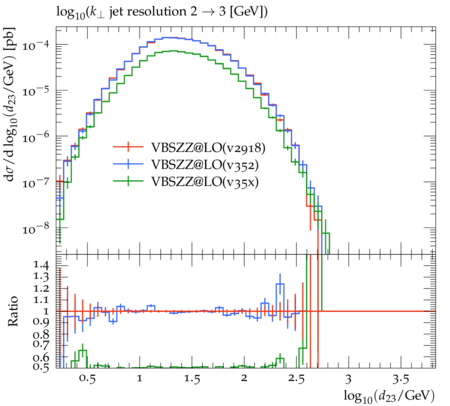 log₁₀(k⊥ jet resolution 2 → 3 [GeV])
dσ/d log₁₀(d₂₃/GeV) [pb]
10⁻⁴
10⁻⁵
10⁻⁶
10⁻⁷
10⁻⁸
VBSZZ@LO(v2918)
VBSZZ@LO(v352)
VBSZZ@LO(v35x)
Ratio
1.4
1.3
1.2
1.1
1
0.9
0.8
0.7
0.6
0.5
0.5 1 1.5 2 2.5 3 3.5
log₁₀(d₂₃/GeV)